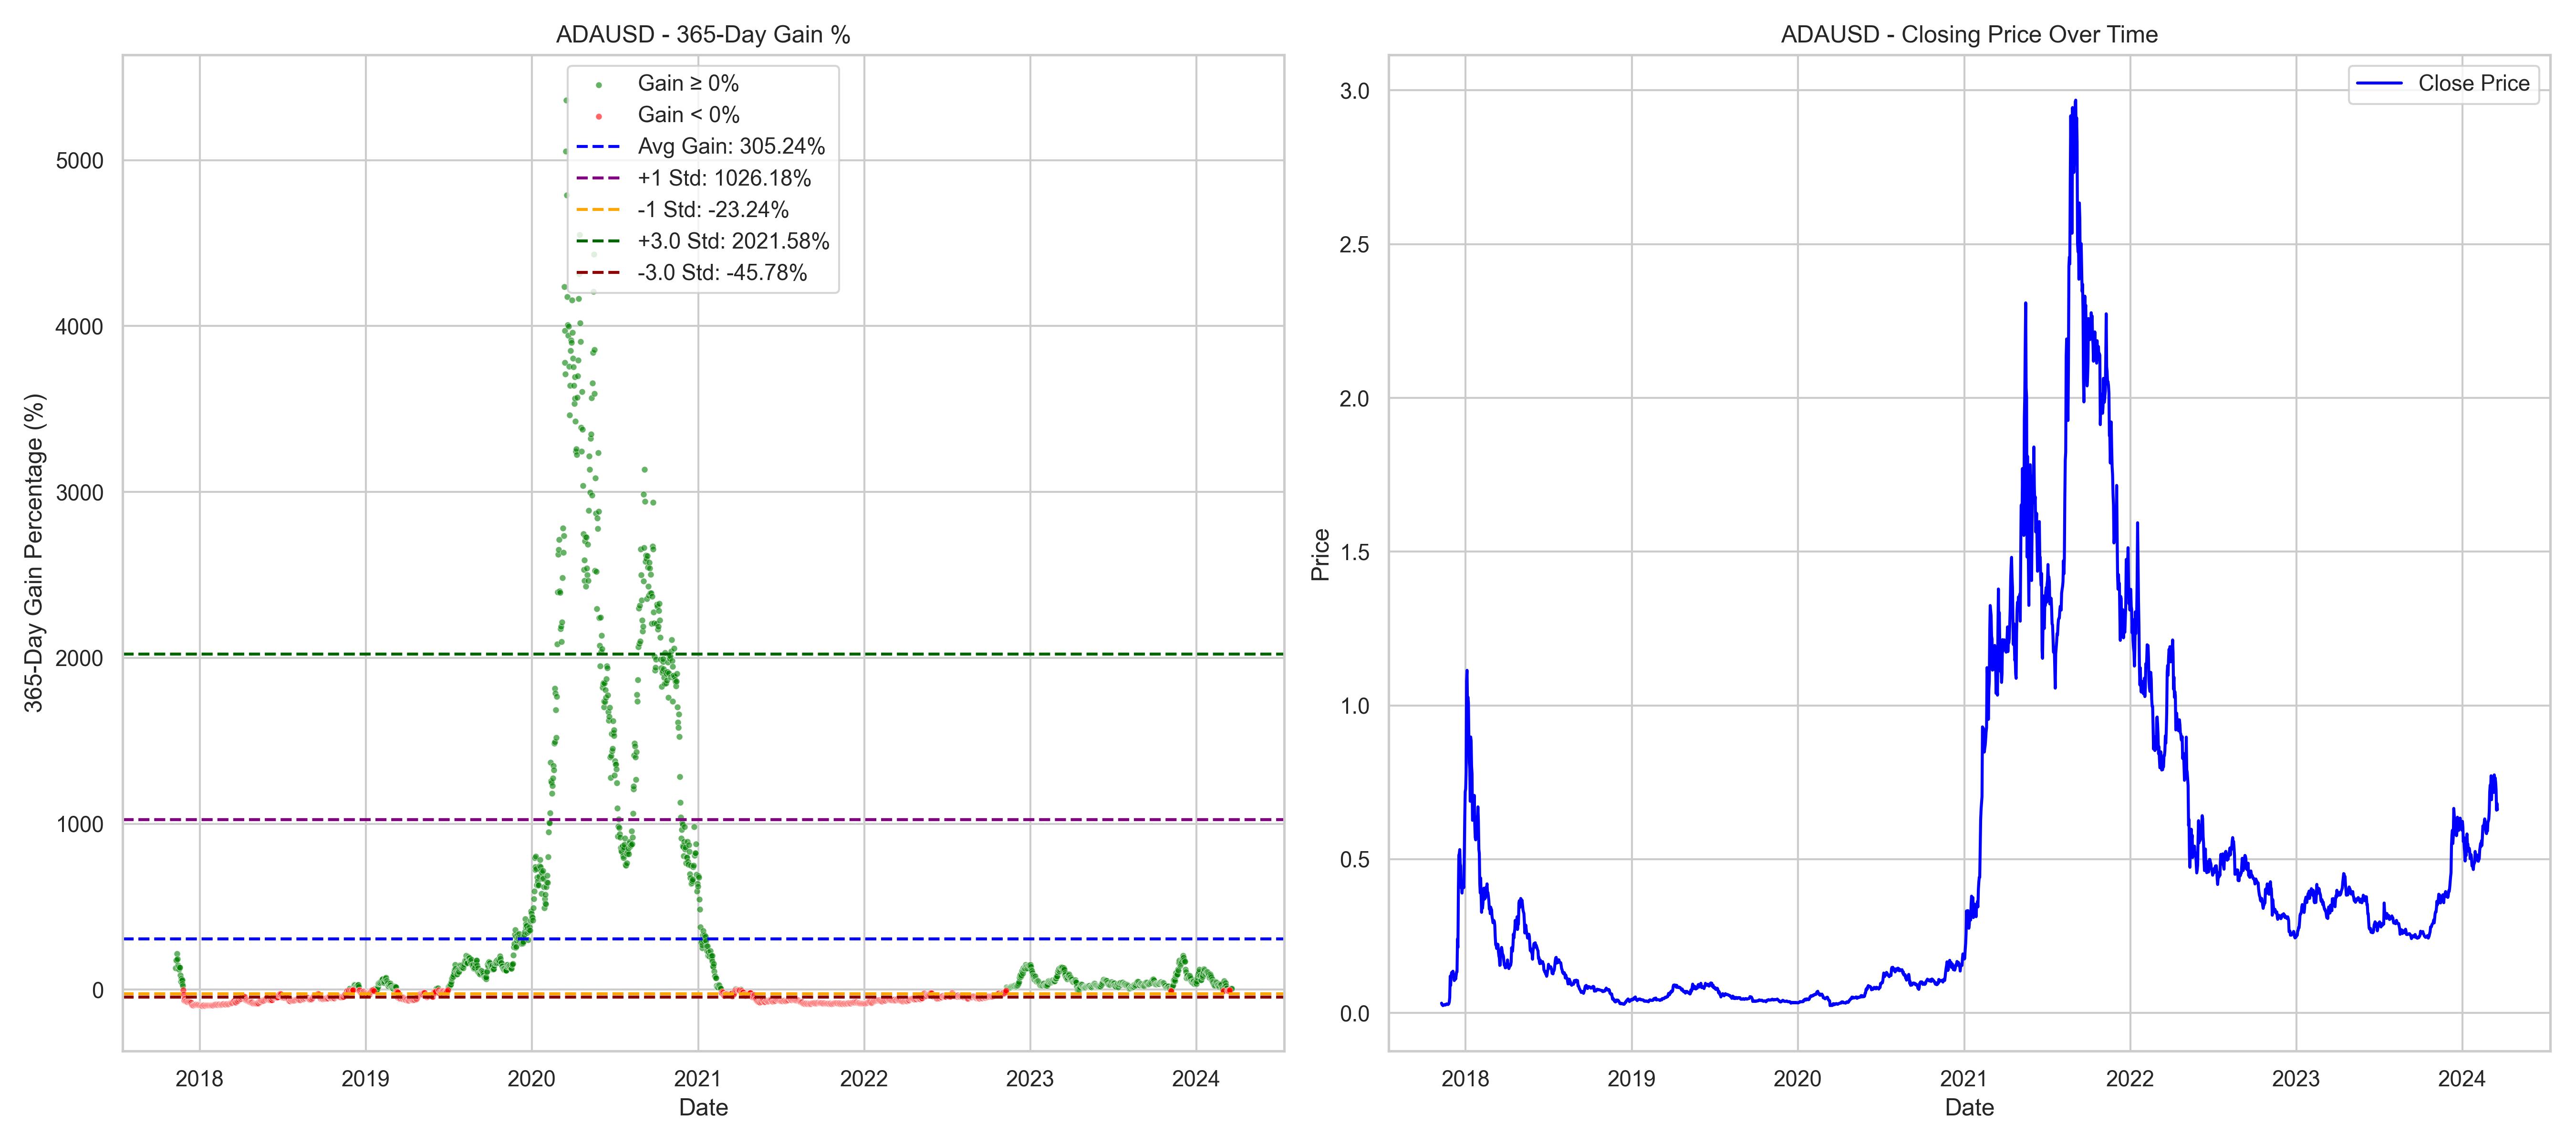 ADAUSD - 365-Day Gain %
Gain ≥ 0%
Gain < 0%
Avg Gain: 305.24%
+1 Std: 1026.18%
-1 Std: -23.24%
+3.0 Std: 2021.58%
-3.0 Std: -45.78%
365-Day Gain Percentage (%)
5000
4000
3000
2000
1000
0
2018 2019 2020 2021 2022 2023 2024
Date
ADAUSD - Closing Price Over Time
Close Price
Price
3.0
2.5
2.0
1.5
1.0
0.5
0.0
2018 2019 2020 2021 2022 2023 2024
Date